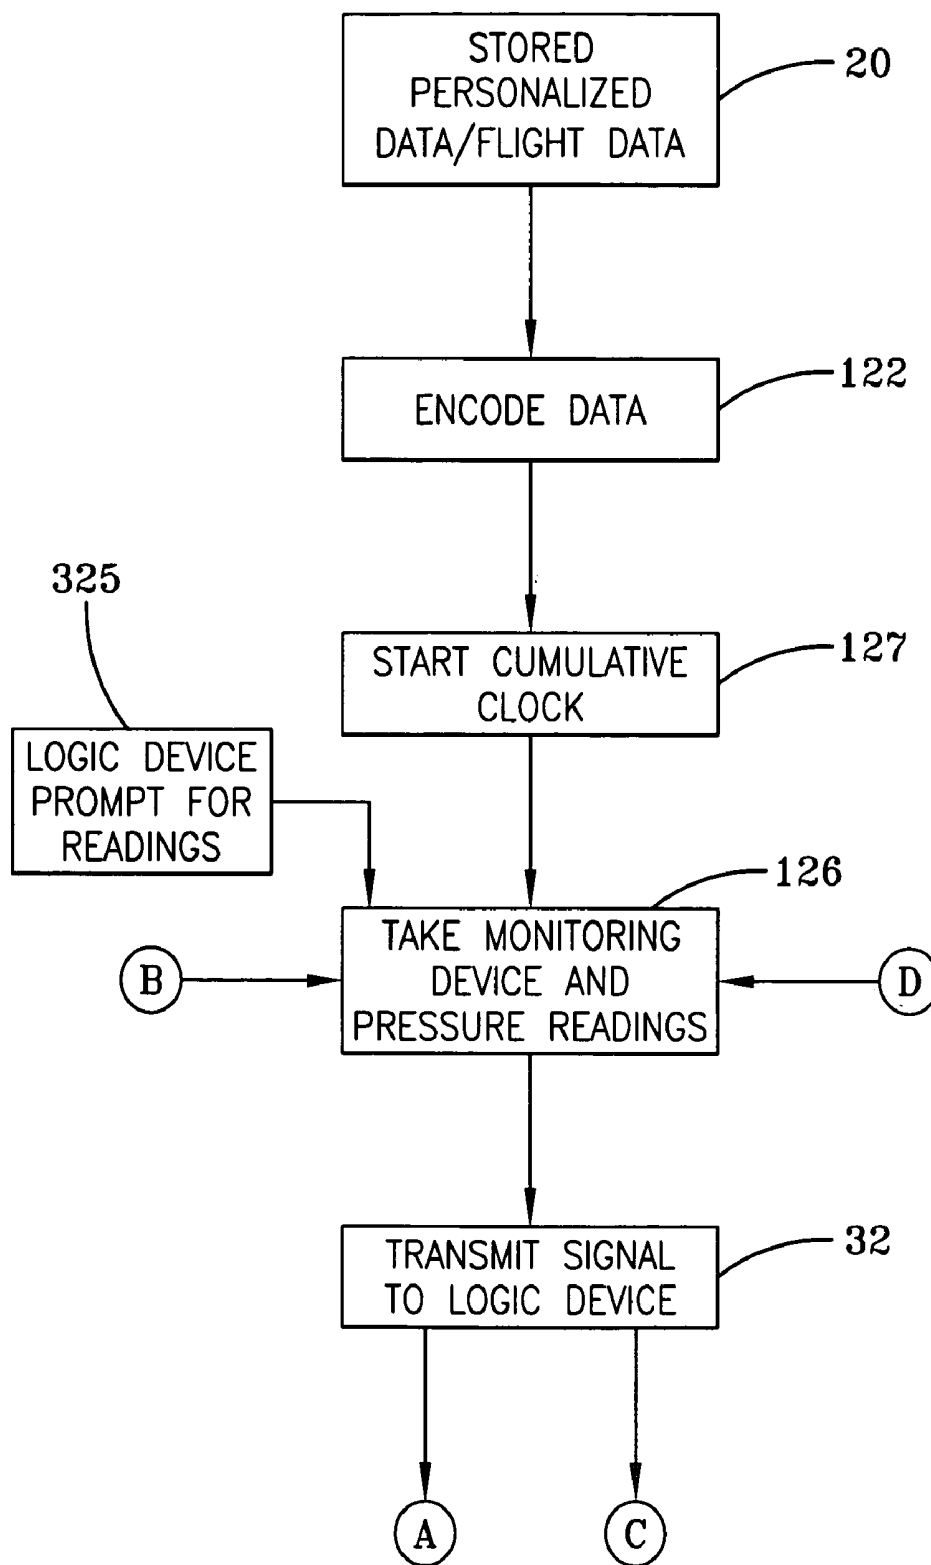 STORED
PERSONALIZED
DATA/FLIGHT DATA
20
ENCODE DATA
122
START CUMULATIVE
CLOCK
127
325
LOGIC DEVICE
PROMPT FOR
READINGS
126
TAKE MONITORING
DEVICE AND
PRESSURE READINGS
B
D
TRANSMIT SIGNAL
TO LOGIC DEVICE
32
A
C